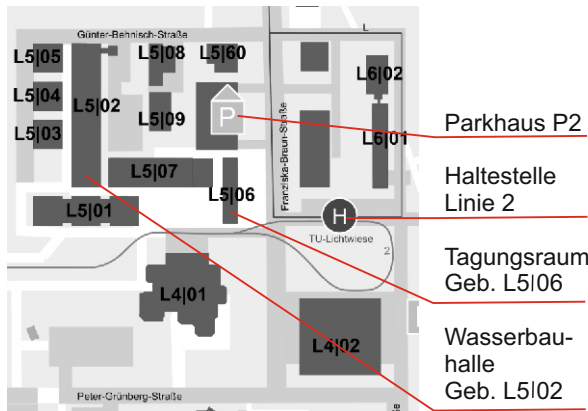 Günter-Behnisch-Straße
L
L5|05
L5|08
L5|60
L5|04
L5|02
L6|02
L5|09
P
L5|03
L6|01
Franziska-Braun-Straße
L5|07
L5|06
L5|01
H
TU-Lichtwiese
2
L4|01
L4|02
Peter-Grünberg-Straße
Parkhaus P2
Haltestelle
Linie 2
Tagungsraum
Geb. L5|06
Wasserbau-
halle
Geb. L5|02